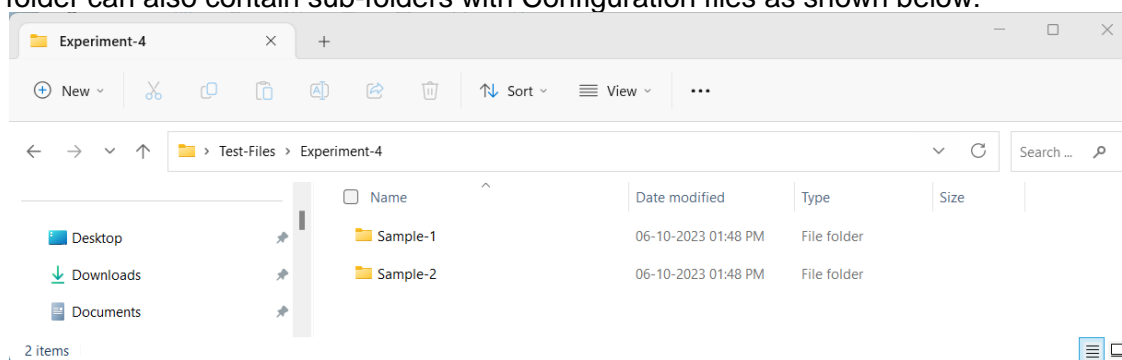 folder can also contain sub-folders with Configuration files as shown below.
Experiment-4
New Sort View
Test-Files > Experiment-4 Search ...
Name Date modified Type Size
Desktop Sample-1 06-10-2023 01:48 PM File folder
Downloads Sample-2 06-10-2023 01:48 PM File folder
Documents
2 items